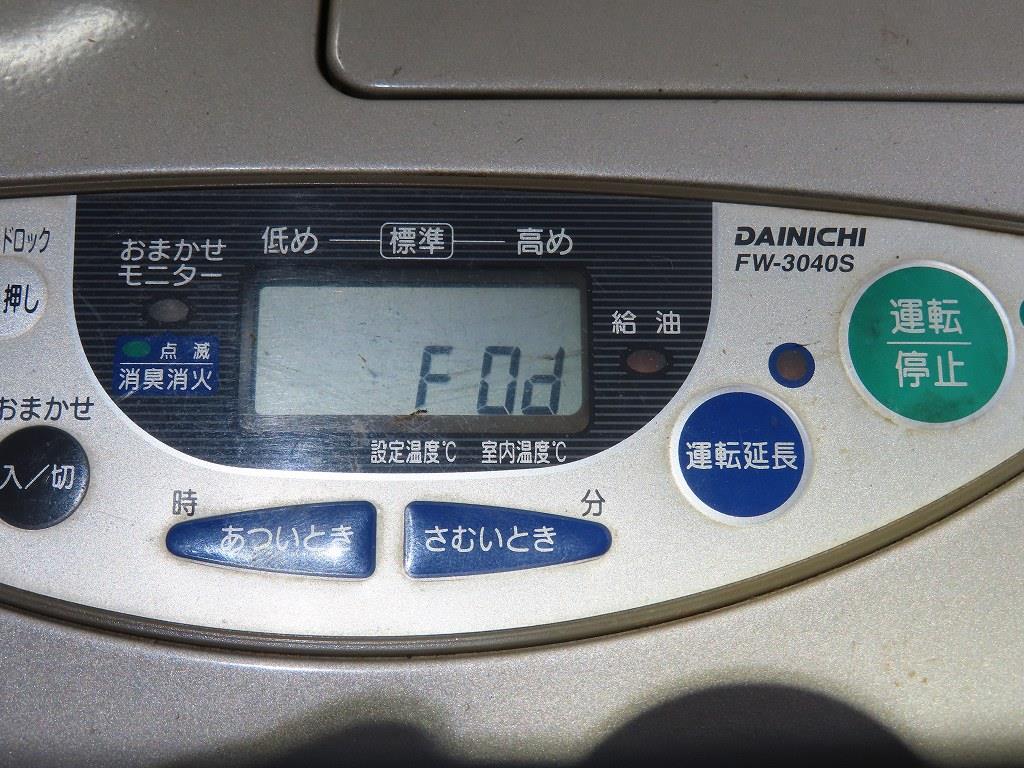 ドロック
押し
おまかせ
モニター
低め
標準
高め
DAINICHI
FW-3040S
運転
停止
給油
点滅
消臭消火
F0d
おまかせ
入/切
設定温度℃
室内温度℃
運転延長
時
分
あついとき
さむいとき